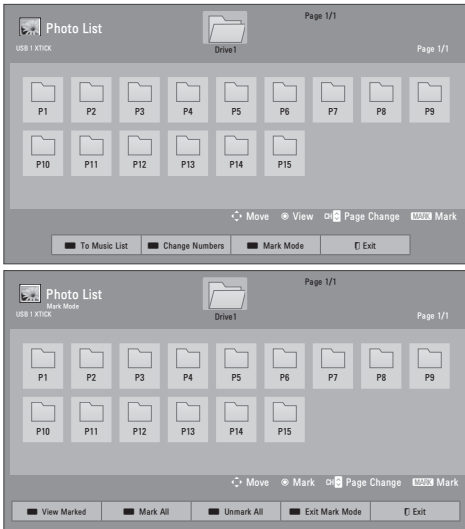 Page 1/1
Photo List
USB 1 XTICK
Drive1
Page 1/1
P1 P2 P3 P4 P5 P6 P7 P8 P9
P10 P11 P12 P13 P14 P15
Move View CH Page Change MARK Mark
To Music List Change Numbers Mark Mode Exit
Page 1/1
Photo List
Mark Mode
USB 1 XTICK
Drive1
Page 1/1
P1 P2 P3 P4 P5 P6 P7 P8 P9
P10 P11 P12 P13 P14 P15
Move Mark CH Page Change MARK Mark
View Marked Mark All Unmark All Exit Mark Mode Exit